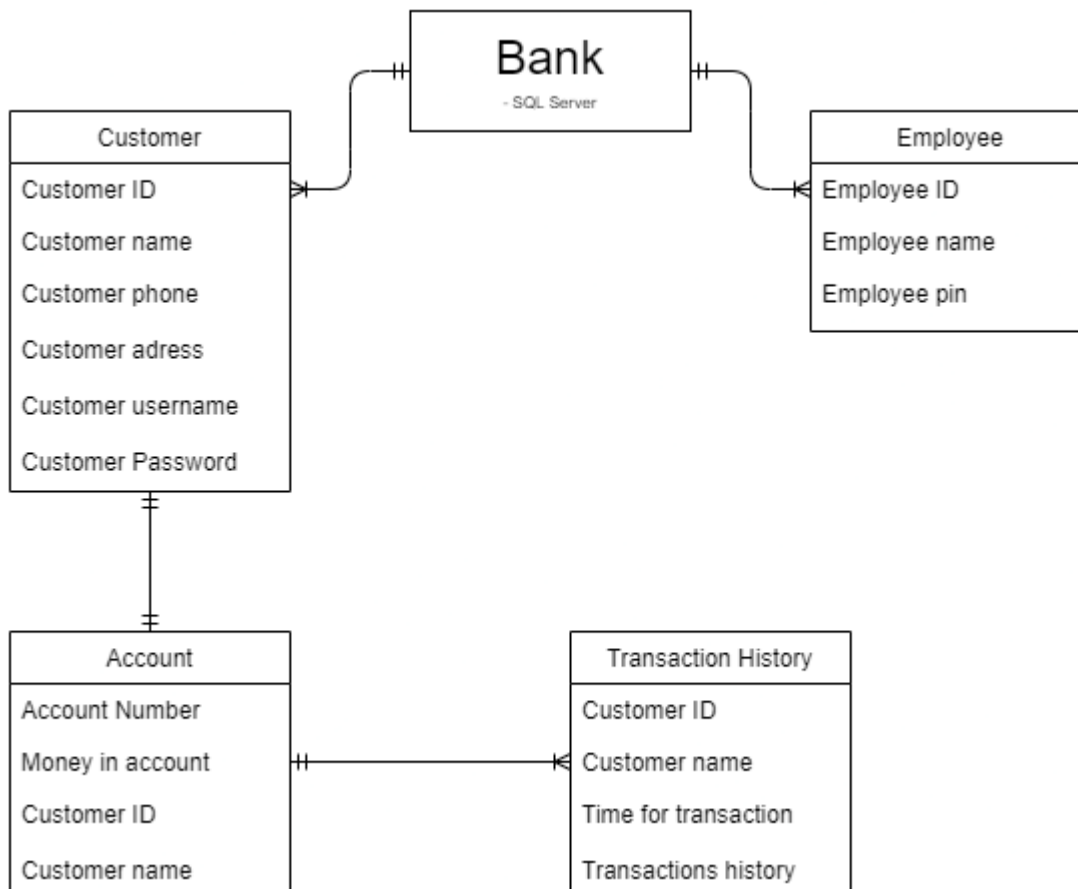 Bank
- SQL Server
Customer
Customer ID
Customer name
Customer phone
Customer adress
Customer username
Customer Password
Employee
Employee ID
Employee name
Employee pin
Account
Account Number
Money in account
Customer ID
Customer name
Transaction History
Customer ID
Customer name
Time for transaction
Transactions history